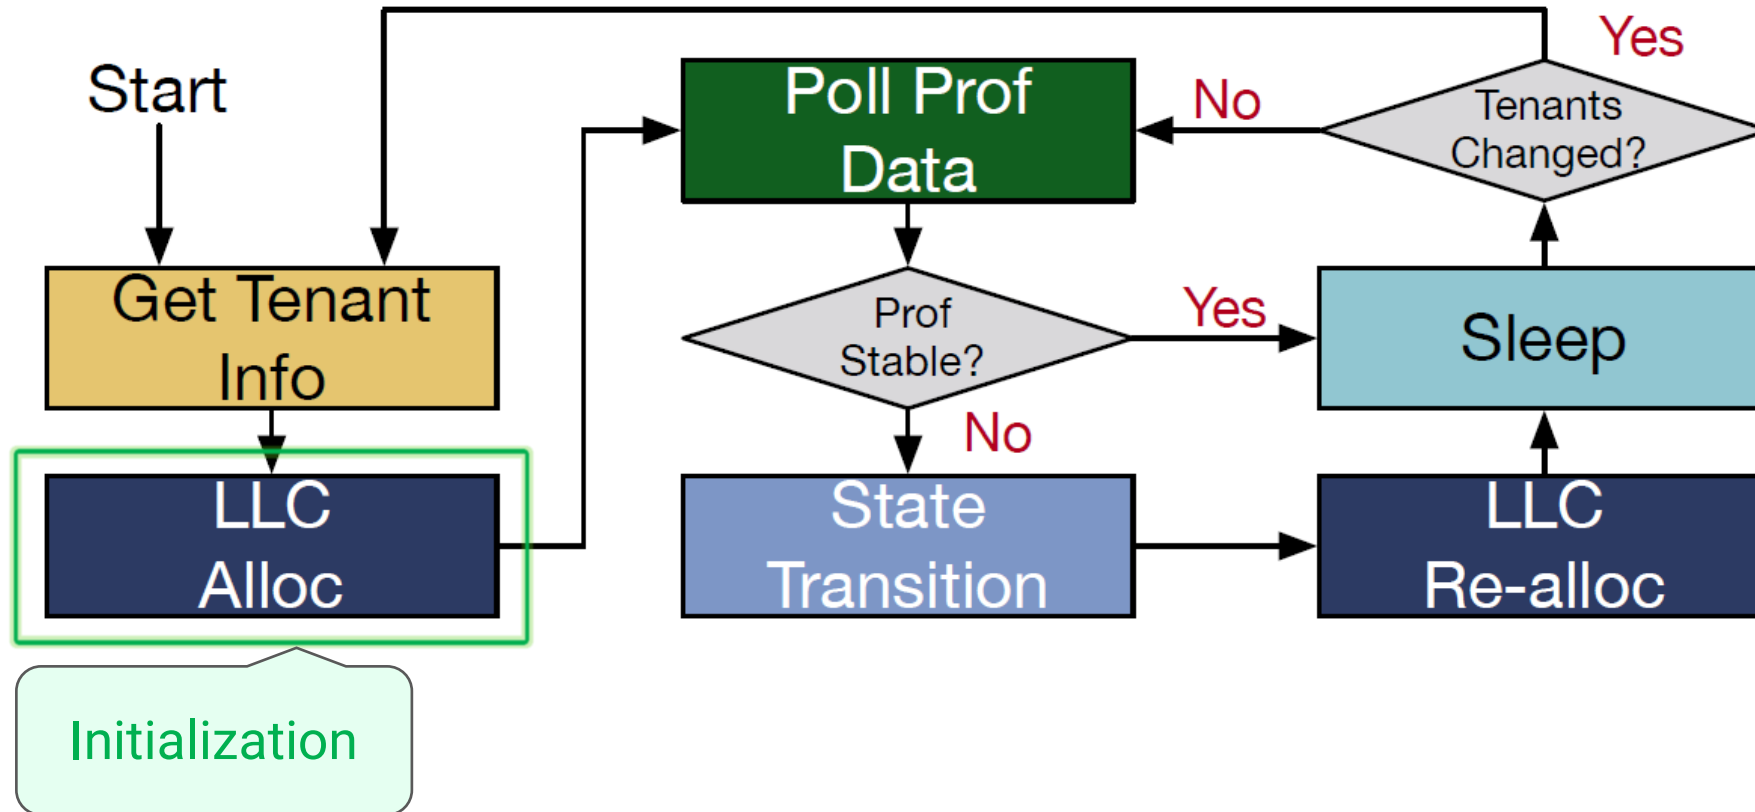 Start
Get Tenant
Info
LLC
Alloc
Initialization
Poll Prof
Data
Prof
Stable?
Yes
No
State
Transition
LLC
Re-alloc
Sleep
Tenants
Changed?
Yes
No